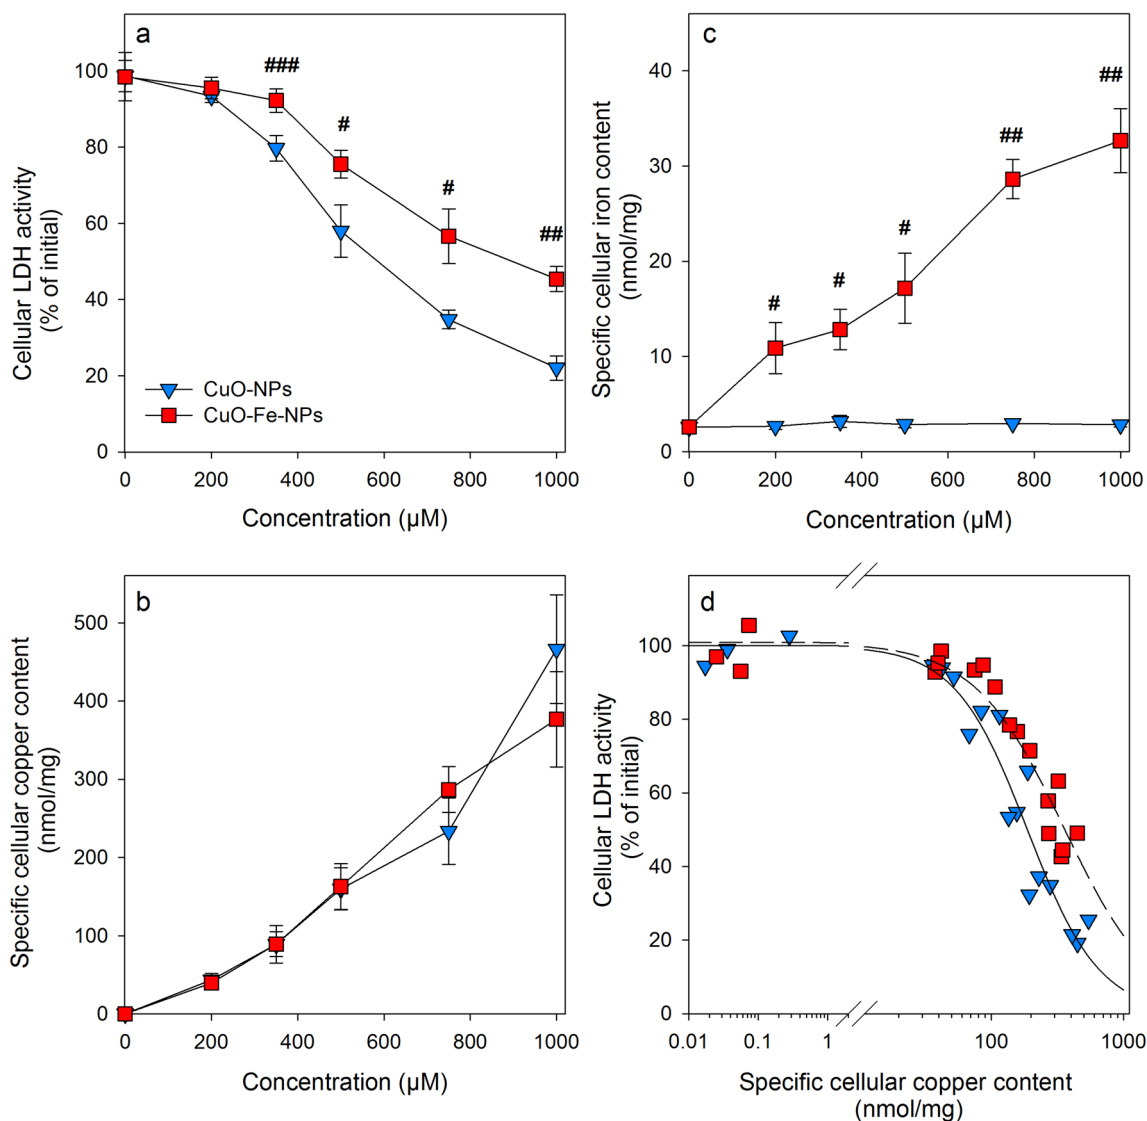 a
100
80
60
40
20
0
Cellular LDH activity
(% of initial)
###
#
#
##
CuO-NPs
CuO-Fe-NPs
0 200 400 600 800 1000
Concentration (µM)
c
40
30
20
10
0
Specific cellular iron content
(nmol/mg)
#
#
#
##
##
0 200 400 600 800 1000
Concentration (µM)
b
500
400
300
200
100
0
Specific cellular copper content
(nmol/mg)
0 200 400 600 800 1000
Concentration (µM)
d
100
80
60
40
20
0
Cellular LDH activity
(% of initial)
0.01 0.1 1 100 1000
Specific cellular copper content
(nmol/mg)